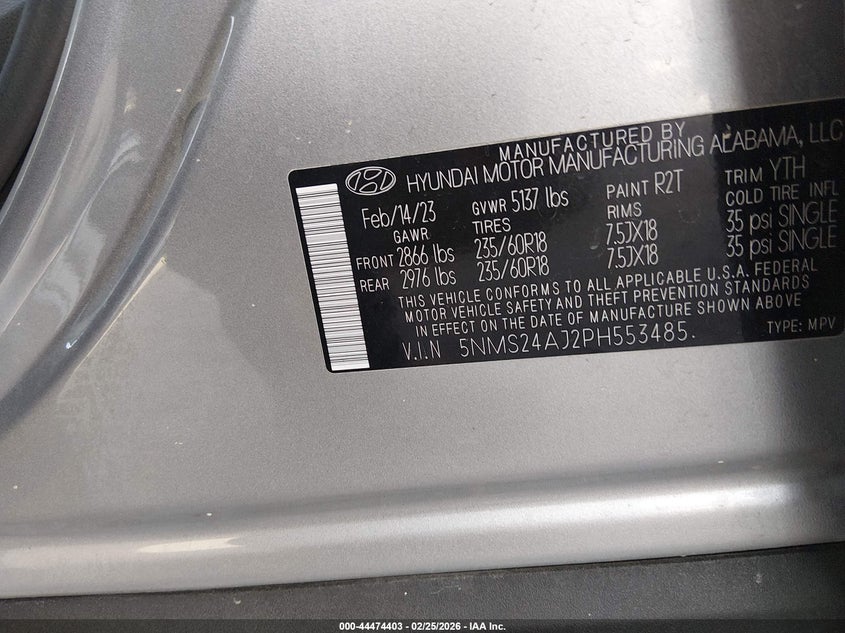 MANUFACTURED BY
HYUNDAI MOTOR MANUFACTURING ALABAMA, LLC
Feb/14/23 GVWR 5137 lbs PAINT R2T TRIM YTH
GAWR TIRES RIMS COLD TIRE INFL
FRONT 2866 lbs 235/60R18 7.5JX18 35 psi SINGLE
REAR 2976 lbs 235/60R18 7.5JX18 35 psi SINGLE
THIS VEHICLE CONFORMS TO ALL APPLICABLE U.S.A. FEDERAL
MOTOR VEHICLE SAFETY AND THEFT PREVENTION STANDARDS
IN EFFECT ON THE DATE OF MANUFACTURE SHOWN ABOVE
V.I.N 5NMS24AJ2PH553485. TYPE: MPV
000-44474403 - 02/25/2026 - IAA Inc.